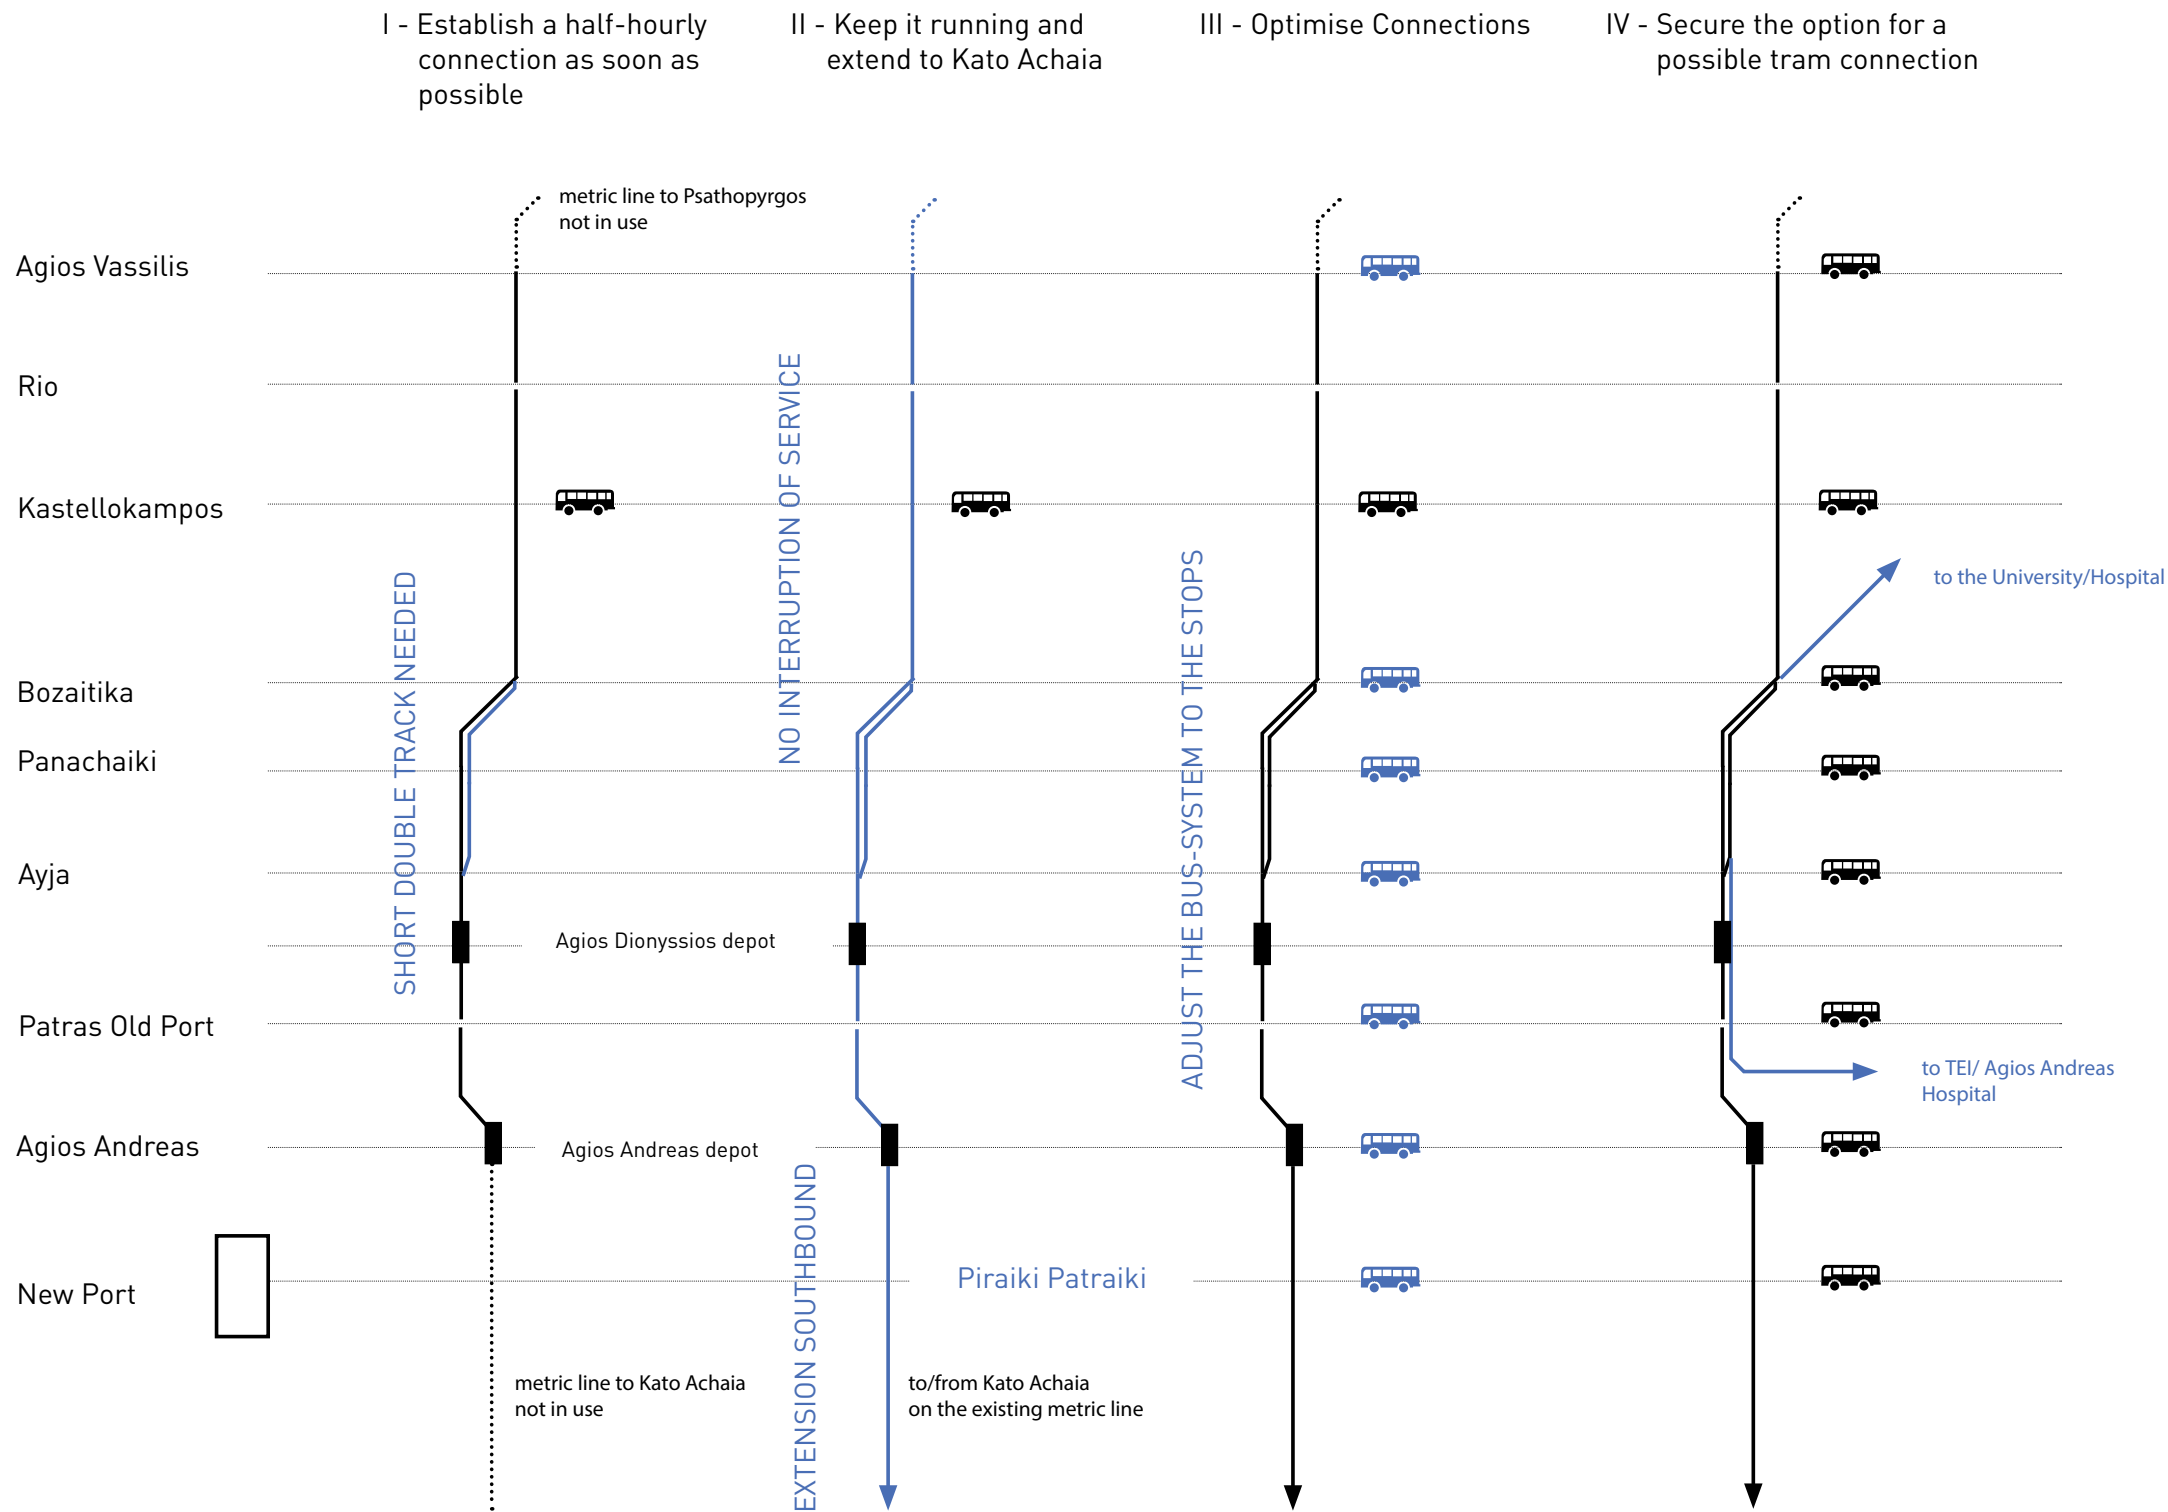 I - Establish a half-hourly
connection as soon as
possible
II - Keep it running and
extend to Kato Achaia
III - Optimise Connections
IV - Secure the option for a
possible tram connection
metric line to Psathopyrgos
not in use
Agios Vassilis
Rio
Kastellokampos
Bozaitika
Panachaiki
Ayja
Patras Old Port
Agios Andreas
New Port
SHORT DOUBLE TRACK NEEDED
NO INTERRUPTION OF SERVICE
ADJUST THE BUS-SYSTEM TO THE STOPS
to the University/Hospital
Agios Dionyssios depot
to TEI/ Agios Andreas
Hospital
Agios Andreas depot
EXTENSION SOUTHBOUND
Piraiki Patraiki
metric line to Kato Achaia
not in use
to/from Kato Achaia
on the existing metric line